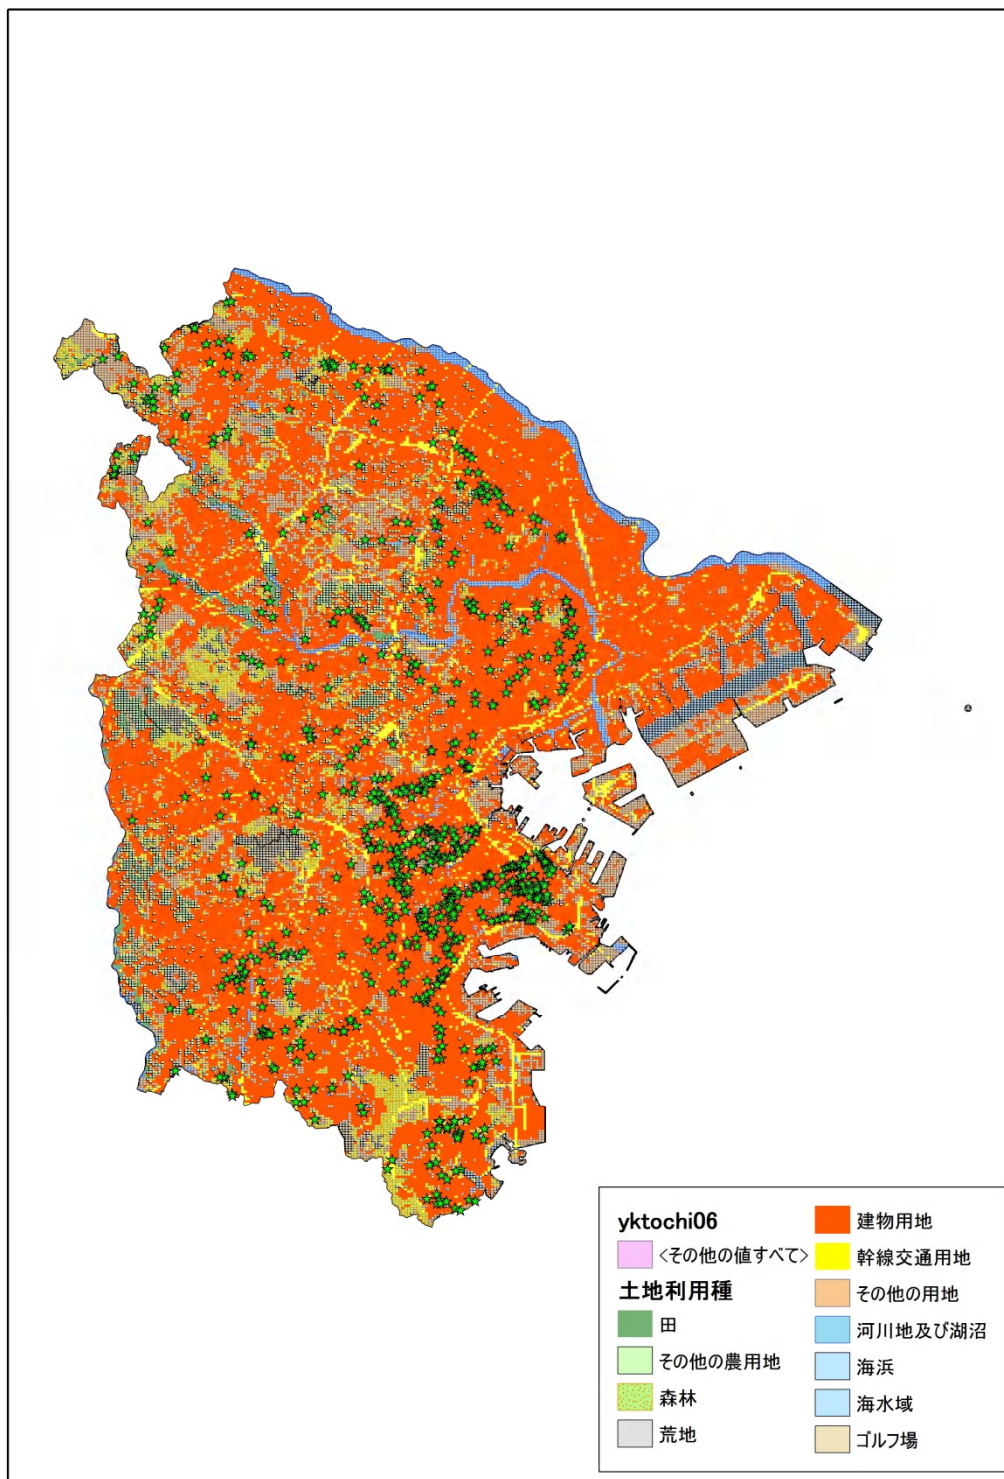 yktochi06
<その他の値すべて>
土地利用種
田
その他の農用地
森林
荒地
建物用地
幹線交通用地
その他の用地
河川地及び湖沼
海浜
海水域
ゴルフ場